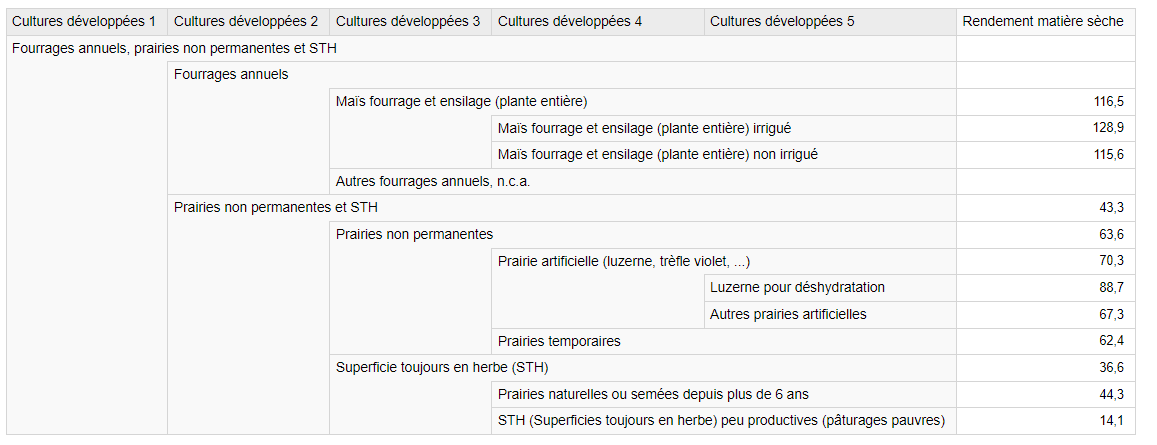 Cultures développées 1 Cultures développées 2 Cultures développées 3 Cultures développées 4 Cultures développées 5 Rendement matière sèche
Fourrages annuels, prairies non permanentes et STH
Fourrages annuels
Maïs fourrage et ensilage (plante entière) 116,5
Maïs fourrage et ensilage (plante entière) irrigué 128,9
Maïs fourrage et ensilage (plante entière) non irrigué 115,6
Autres fourrages annuels, n.c.a.
Prairies non permanentes et STH 43,3
Prairies non permanentes 63,6
Prairie artificielle (luzerne, trèfle violet, ...) 70,3
Luzerne pour déshydratation 88,7
Autres prairies artificielles 67,3
Prairies temporaires 62,4
Superficie toujours en herbe (STH) 36,6
Prairies naturelles ou semées depuis plus de 6 ans 44,3
STH (Superficies toujours en herbe) peu productives (pâturages pauvres) 14,1